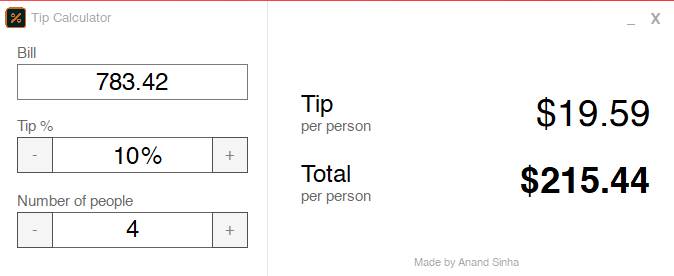 Tip Calculator
_ X
Bill
783.42
Tip %
- 10% +
Number of people
- 4 +
Tip
per person
$19.59
Total
per person
$215.44
Made by Anand Sinha